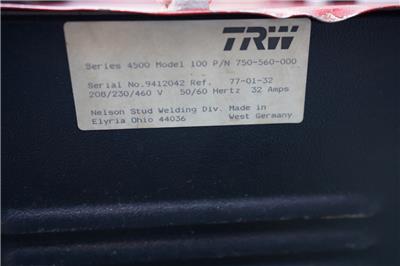 TRW
Series 4500 Model 100 P/N 750-560-000
Serial No.9412042 Ref. 77-01-32
208/230/460 V 50/60 Hertz 32 Amps
Nelson Stud Welding Div. Made in
Elyria Ohio 44036 West Germany